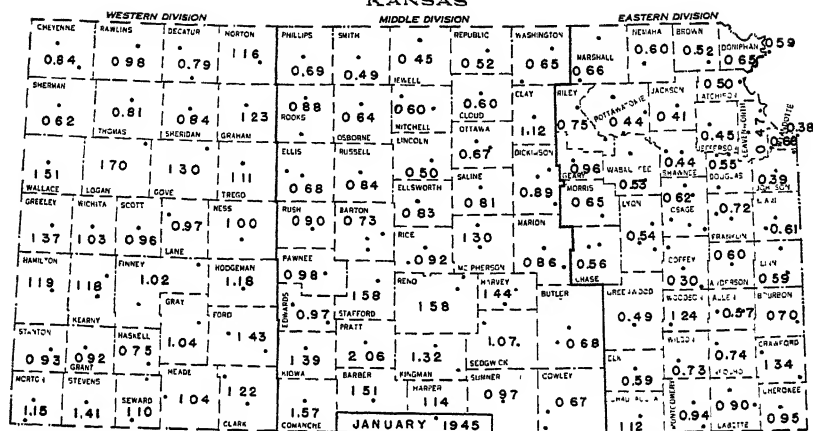 KANSAS
WESTERN DIVISION MIDDLE DIVISION EASTERN DIVISION
CHEYENNE RAWLINS DECATUR NORTON PHILLIPS SMITH JEWELL REPUBLIC WASHINGTON MARSHALL NEMAHA BROWN DONIPHAN
0.84 0.98 0.79 1.16 0.69 0.49 0.45 0.52 0.65 0.66 0.60 0.52 0.65 0.59
SHERMAN THOMAS SHERIDAN GRAHAM ROOKS OSBORNE MITCHELL CLOUD CLAY RILEY POTTAWATOMIE JACKSON ATCHISON
0.62 0.81 0.84 1.23 0.88 0.64 0.60 0.60 1.12 0.75 0.44 0.41 0.50
OTTAWA JEFFERSON LEAVENWORTH
0.67 0.45 0.47 0.38 0.68
WALLACE LOGAN GOVE TREGO ELLIS RUSSELL LINCOLN DICKINSON GEARY WABAUNSEE SHAWNEE DOUGLAS JOHNSON
1.51 1.70 1.30 1.11 0.68 0.84 0.50 0.89 0.96 0.53 0.44 0.55 0.39
ELLSWORTH SALINE MORRIS
0.83 0.81 0.65
GREELEY WICHITA SCOTT LANE NESS RUSH BARTON RICE McPHERSON MARION CHASE LYON OSAGE FRANKLIN MIAMI
1.37 1.03 0.96 0.97 1.00 0.90 0.73 0.92 1.30 0.86 0.56 0.54 0.62 0.72 0.61
HAMILTON KEARNY FINNEY HODGEMAN PAWNEE STAFFORD RENO HARVEY BUTLER COFFEY ANDERSON LINN
1.19 1.18 1.02 1.18 0.98 1.58 1.58 1.44 0.68 0.30 0.60 0.59
GRAY FORD EDWARDS GREENWOOD WOODSON ALLEN BOURBON
1.04 1.43 0.97 0.49 1.24 0.57 0.70
STANTON GRANT HASKELL KIOWA PRATT KINGMAN SEDGWICK ELK WILSON NEOSHO CRAWFORD
0.93 0.92 0.75 1.39 2.06 1.32 1.07 0.59 0.73 0.74 1.34
MORTON STEVENS SEWARD MEADE CLARK COMANCHE BARBER HARPER SUMNER COWLEY MONTGOMERY LABETTE CHEROKEE
1.15 1.41 1.10 1.04 1.22 1.57 1.51 1.14 0.97 0.67 1.12 0.94 0.90 0.95
JANUARY 1945